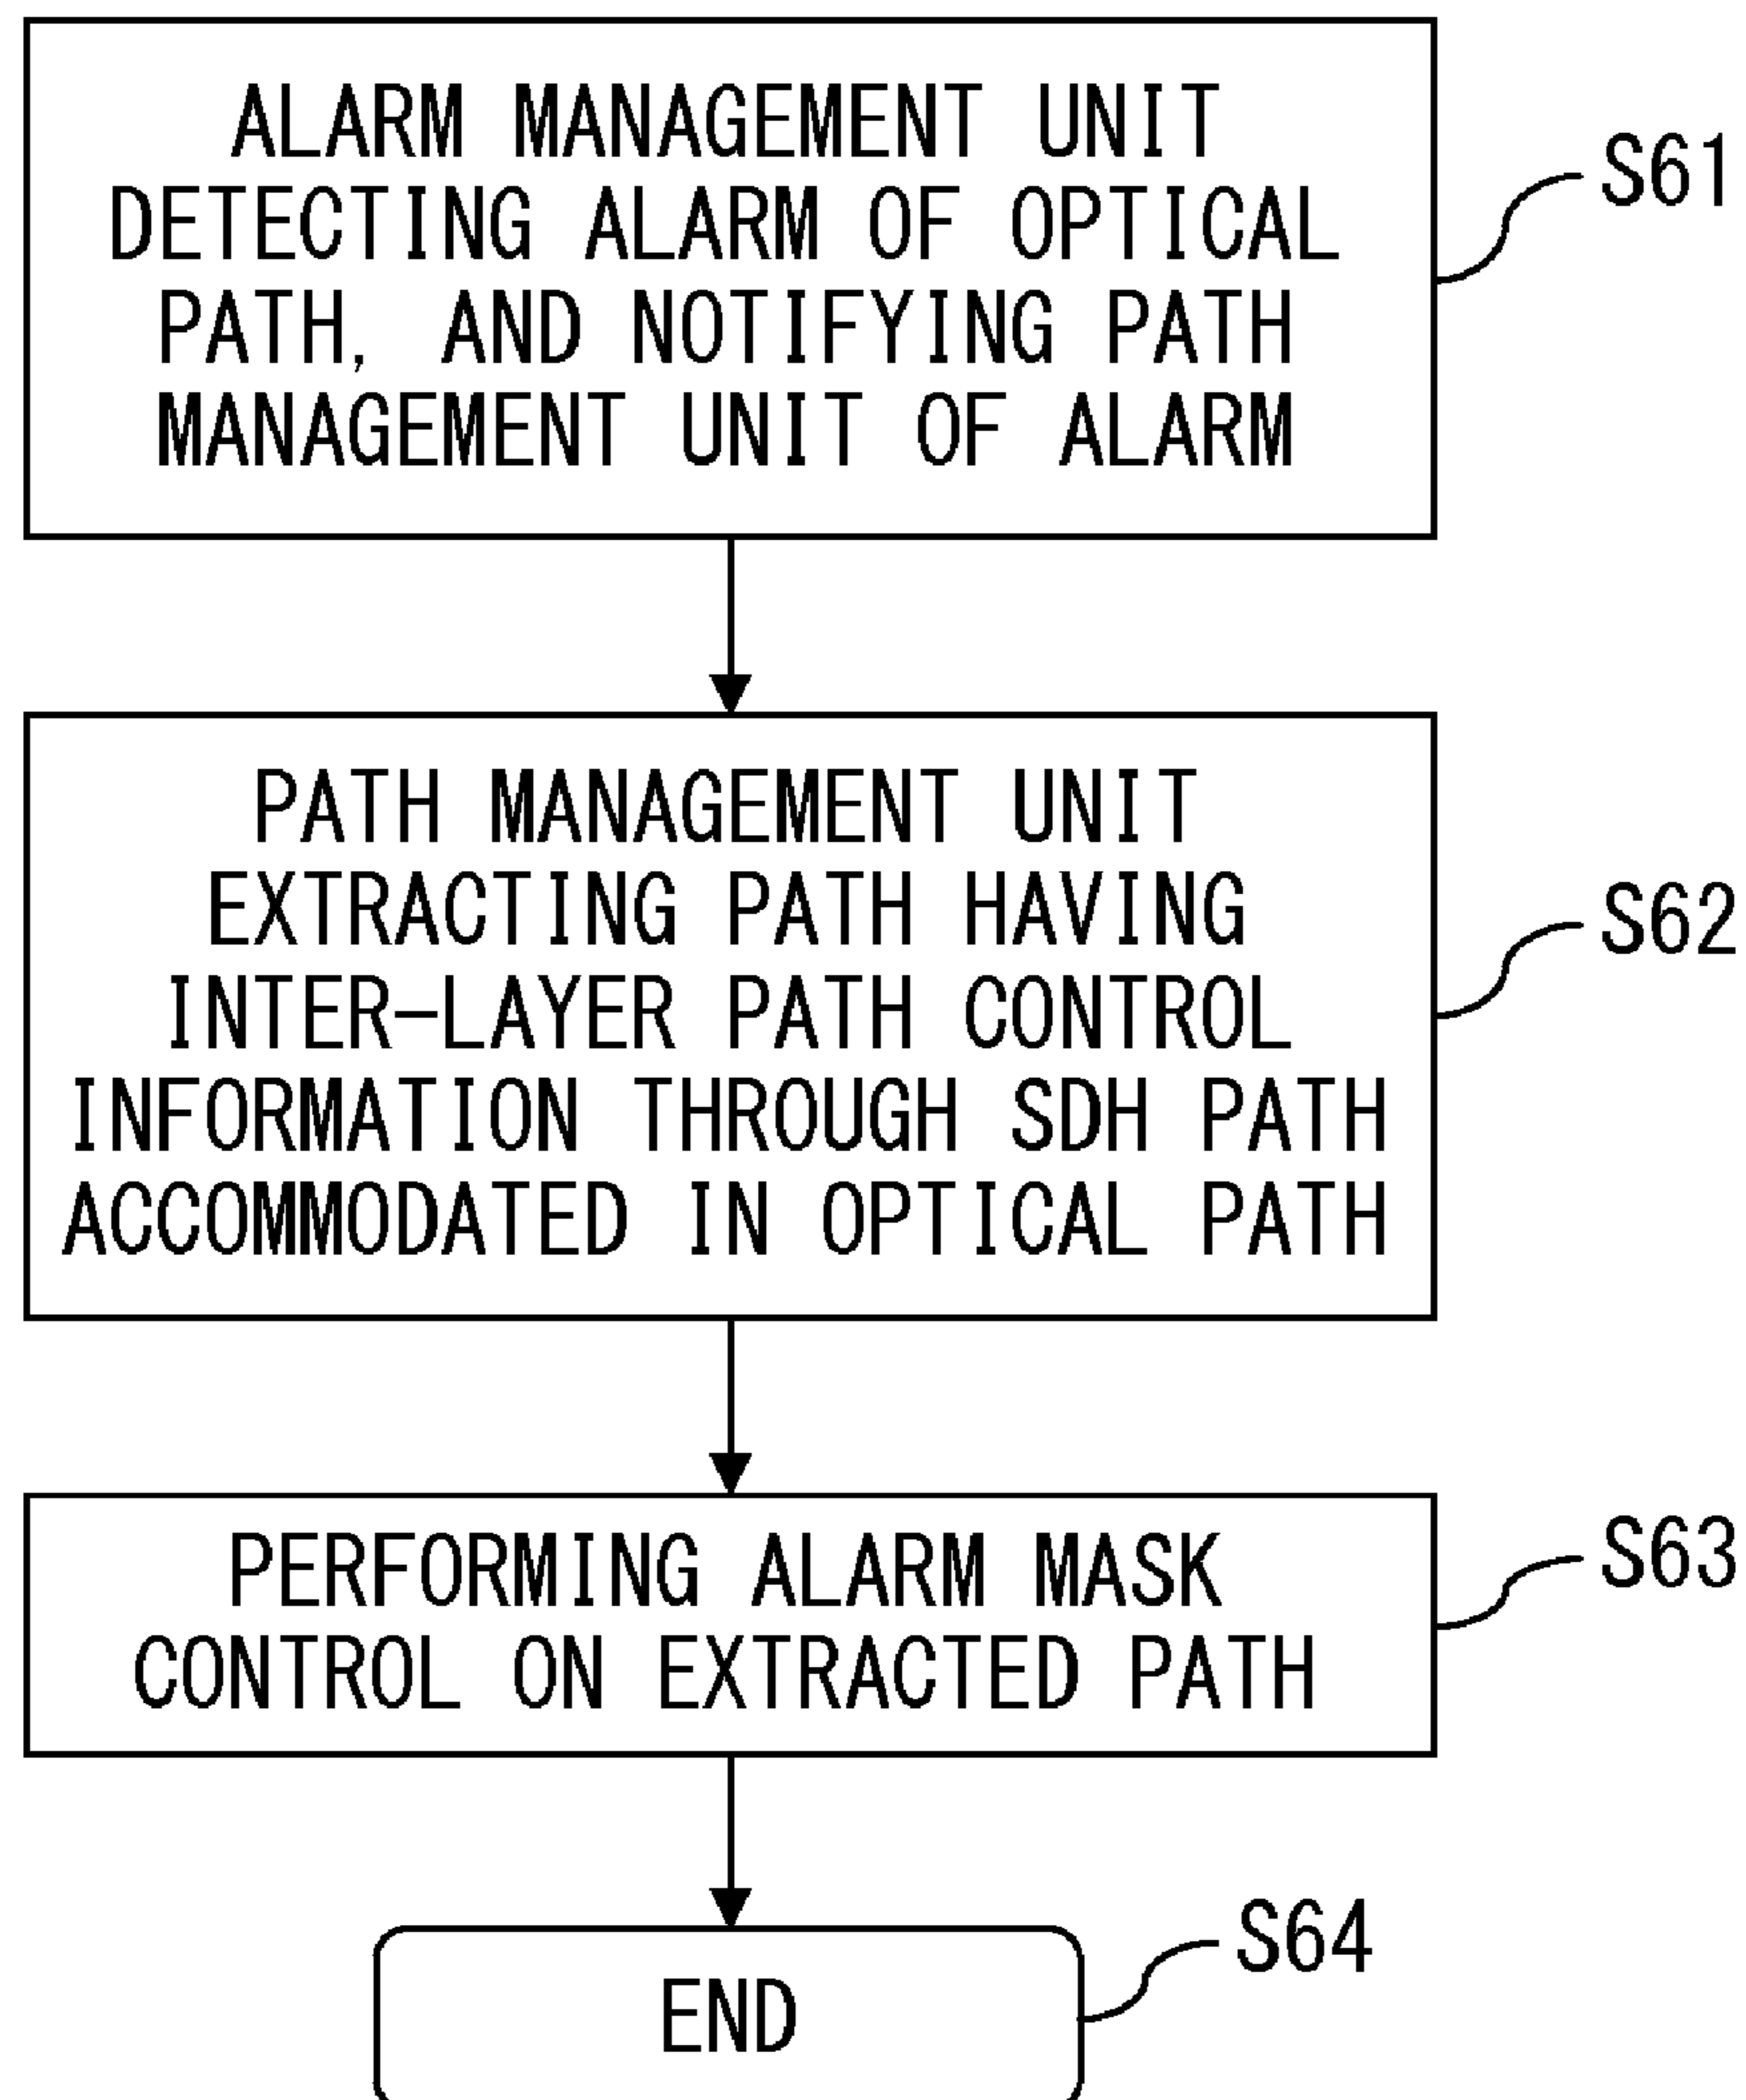 ALARM MANAGEMENT UNIT
DETECTING ALARM OF OPTICAL
PATH, AND NOTIFYING PATH
MANAGEMENT UNIT OF ALARM
S61
PATH MANAGEMENT UNIT
EXTRACTING PATH HAVING
INTER-LAYER PATH CONTROL
INFORMATION THROUGH SDH PATH
ACCOMMODATED IN OPTICAL PATH
S62
PERFORMING ALARM MASK
CONTROL ON EXTRACTED PATH
S63
END
S64